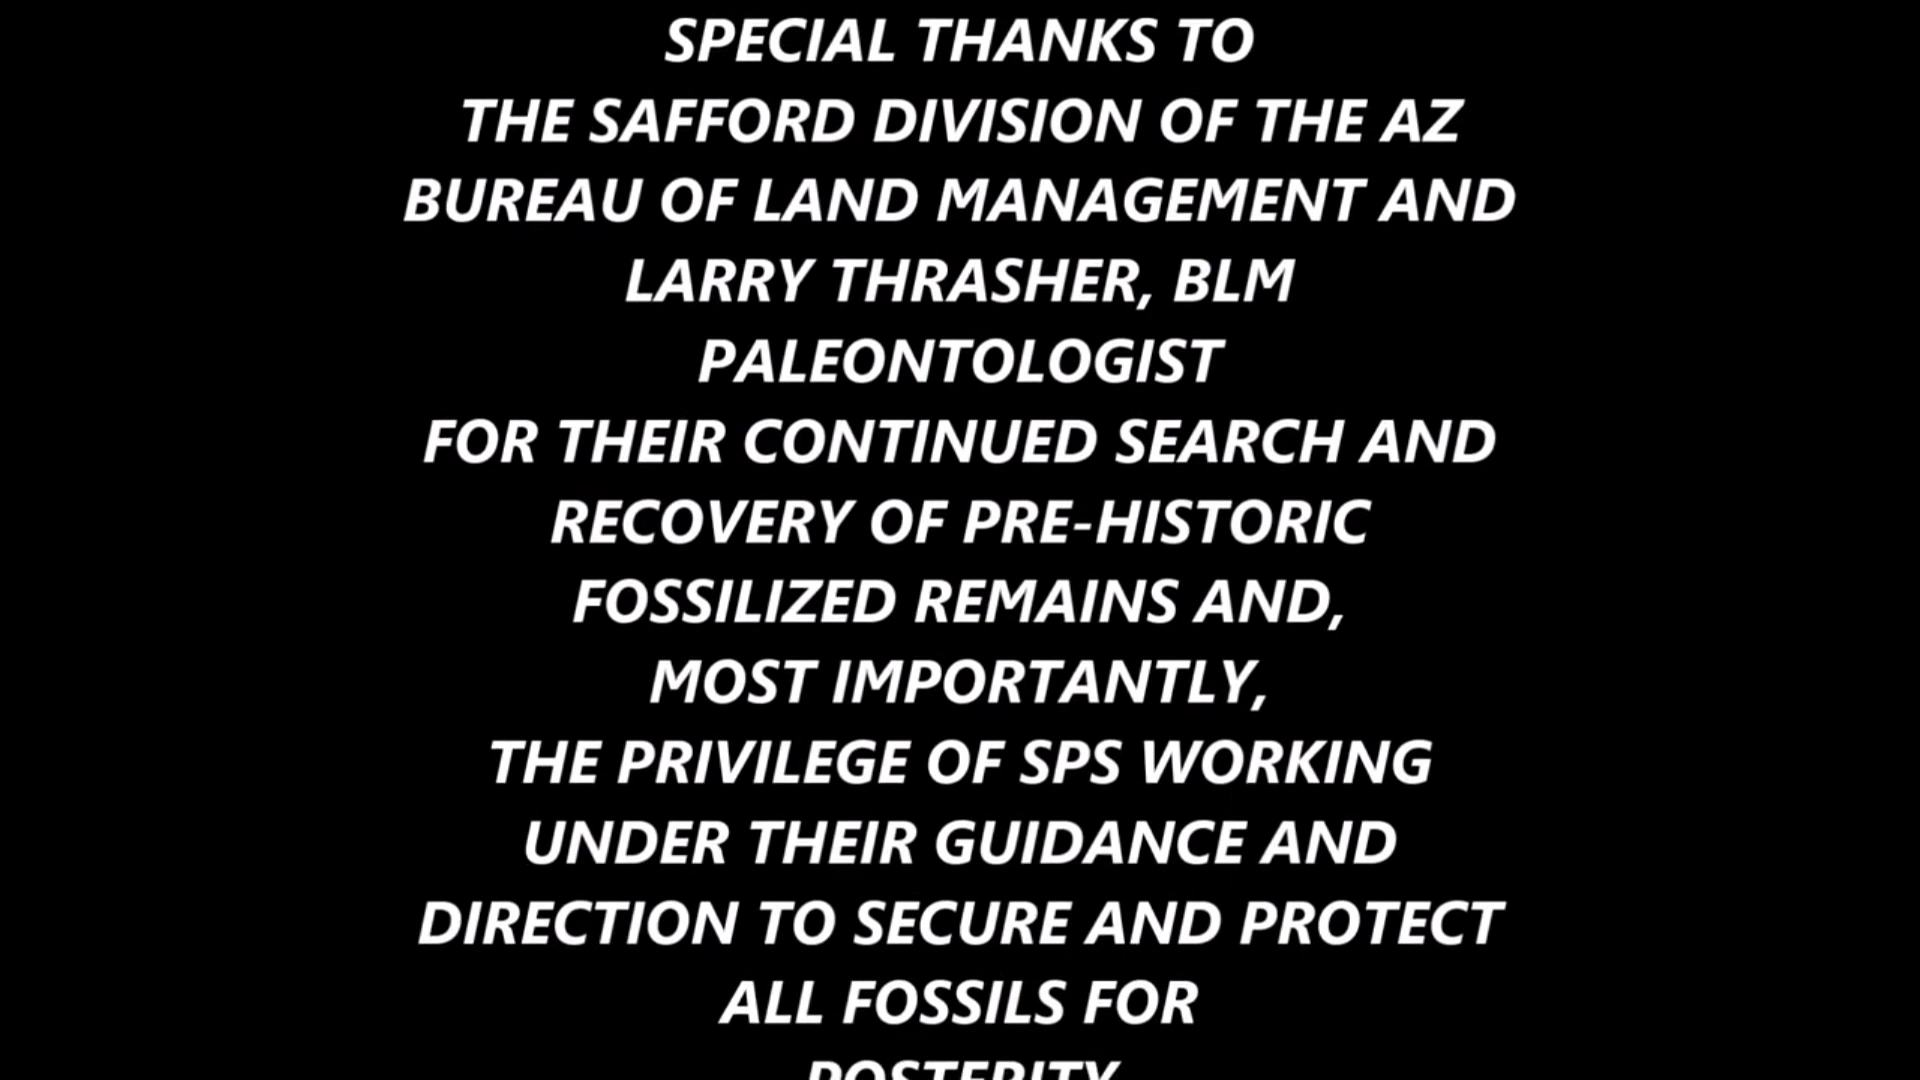 SPECIAL THANKS TO
THE SAFFORD DIVISION OF THE AZ
BUREAU OF LAND MANAGEMENT AND
LARRY THRASHER, BLM
PALEONTOLOGIST
FOR THEIR CONTINUED SEARCH AND
RECOVERY OF PRE-HISTORIC
FOSSILIZED REMAINS AND,
MOST IMPORTANTLY,
THE PRIVILEGE OF SPS WORKING
UNDER THEIR GUIDANCE AND
DIRECTION TO SECURE AND PROTECT
ALL FOSSILS FOR
POSTERITY